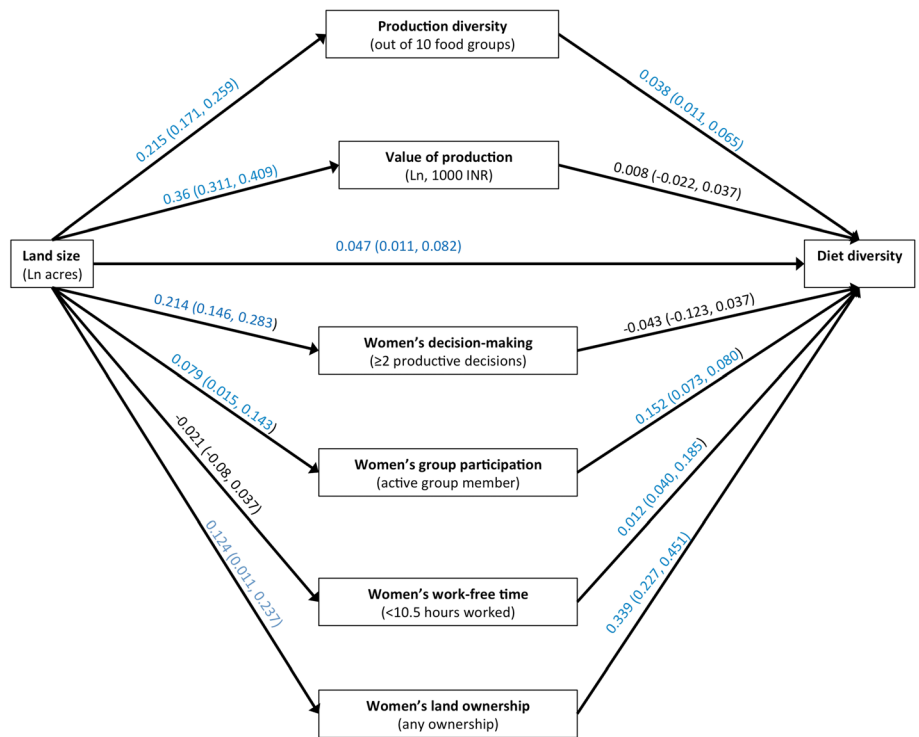 Production diversity
(out of 10 food groups)
0.215 (0.171, 0.259)
0.038 (0.011, 0.065)
Value of production
(Ln, 1000 INR)
0.36 (0.311, 0.409)
0.008 (-0.022, 0.037)
Land size
(Ln acres)
0.047 (0.011, 0.082)
Diet diversity
0.214 (0.146, 0.283)
-0.043 (-0.123, 0.037)
Women's decision-making
(≥2 productive decisions)
0.079 (0.015, 0.143)
0.152 (0.073, 0.080)
Women's group participation
(active group member)
-0.021 (-0.08, 0.037)
0.012 (0.040, 0.185)
Women's work-free time
(<10.5 hours worked)
0.124 (0.011, 0.237)
0.339 (0.227, 0.451)
Women's land ownership
(any ownership)